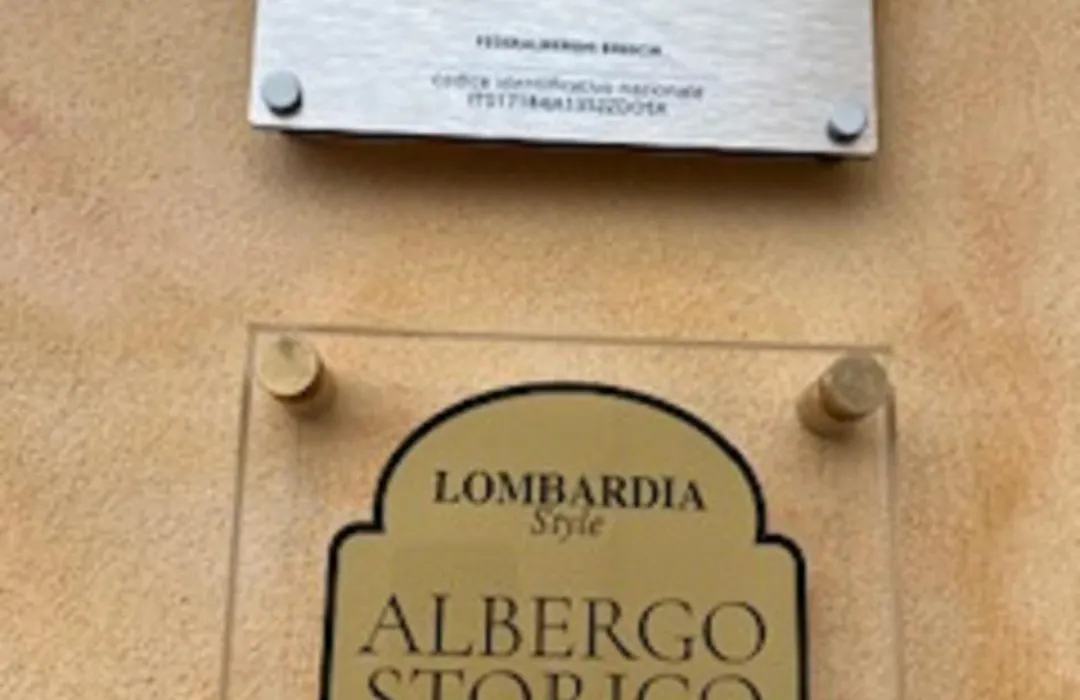 FEDERALBERGHI BRESCIA
codice identificativo nazionale
LOMBARDIA
Style
ALBERGO
STORICO